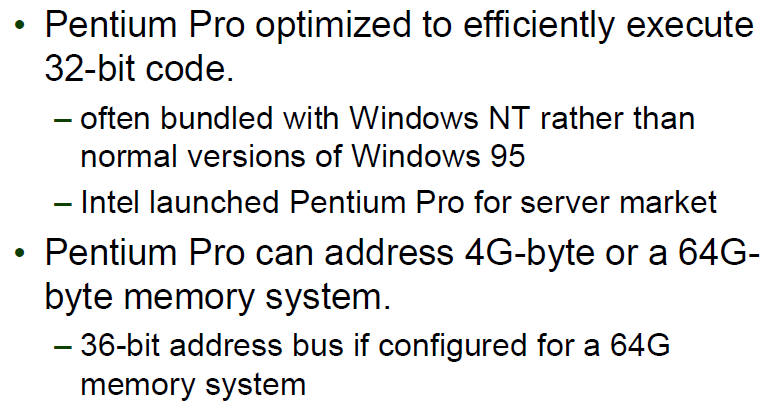 • Pentium Pro optimized to efficiently execute
32-bit code.
– often bundled with Windows NT rather than
normal versions of Windows 95
– Intel launched Pentium Pro for server market
• Pentium Pro can address 4G-byte or a 64G-
byte memory system.
– 36-bit address bus if configured for a 64G
memory system